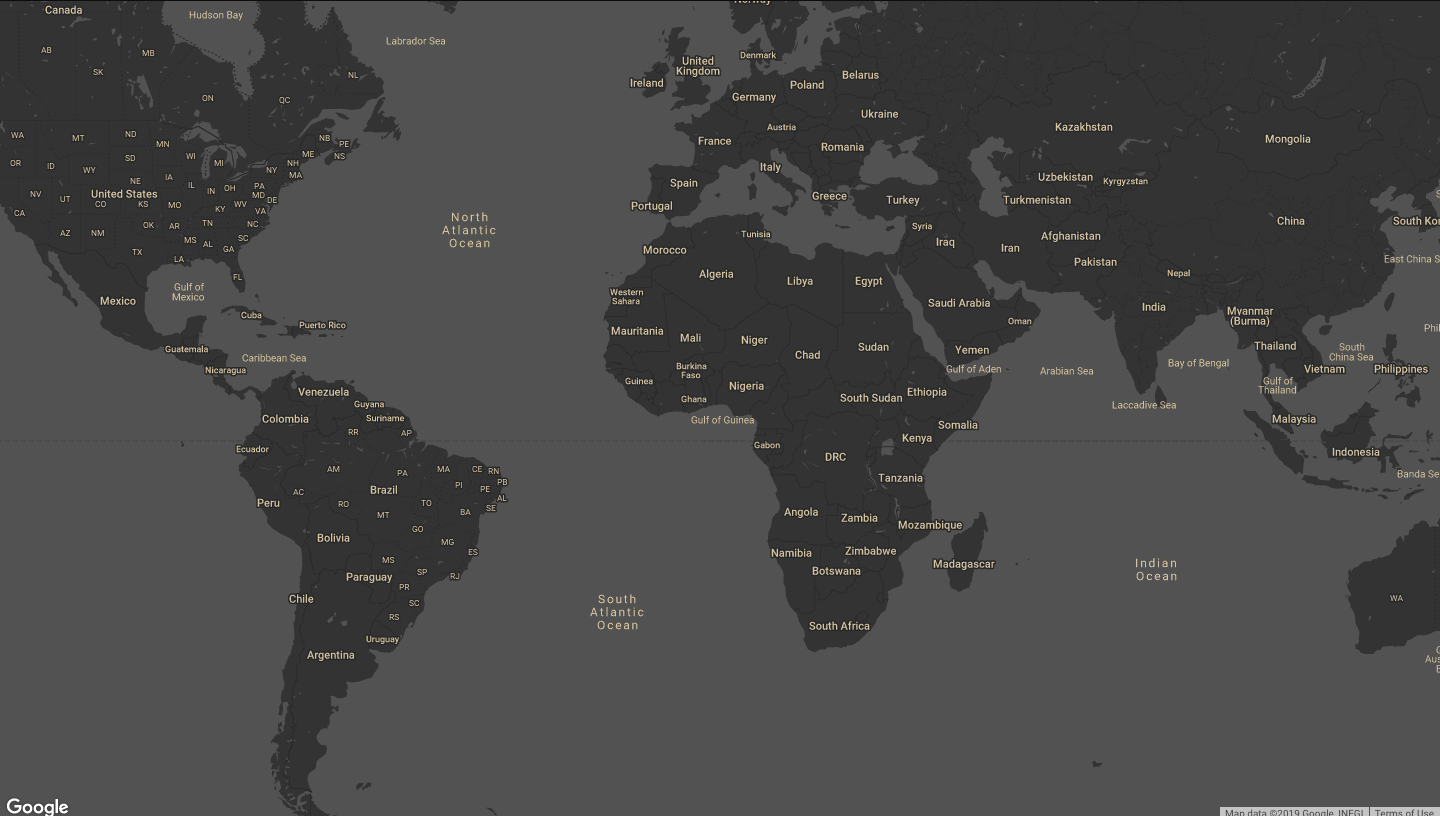 Canada
Hudson Bay
Norway
Labrador Sea
AB
MB
SK
NL
United
Kingdom
Denmark
Ireland
Poland
Belarus
Germany
ON
QC
Ukraine
Austria
Kazakhstan
WA
MT
ND
MN
NB
PE
France
Romania
Mongolia
OR
ID
WY
SD
WI
MI
NH
ME
NS
NY
MA
Italy
Uzbekistan
Kyrgyzstan
NV
UT
NE
IA
IL
IN
OH
PA
MD
DE
United States
CO
KS
MO
KY
WV
VA
Spain
Greece
Turkey
Turkmenistan
Portugal
CA
AZ
NM
OK
AR
TN
NC
SC
North
Atlantic
Ocean
China
South Ko
TX
LA
MS
AL
GA
FL
Morocco
Tunisia
Syria
Iraq
Iran
Afghanistan
Pakistan
East China S
Algeria
Libya
Egypt
Nepal
Gulf of
Mexico
Mexico
Western
Sahara
Saudi Arabia
Oman
India
Myanmar
(Burma)
Cuba
Puerto Rico
Mauritania
Mali
Niger
Chad
Sudan
Yemen
Thailand
South
China Sea
Phil
Guatemala
Caribbean Sea
Nicaragua
Burkina
Faso
Guinea
Nigeria
Gulf of Aden
Arabian Sea
Bay of Bengal
Vietnam
Philippines
Gulf of
Thailand
Venezuela
Guyana
Suriname
Colombia
Ghana
South Sudan
Ethiopia
Laccadive Sea
Gulf of Guinea
Somalia
Malaysia
RR
AP
Ecuador
Gabon
Kenya
DRC
Indonesia
AM
PA
MA
CE
RN
PB
PI
PE
AL
SE
Tanzania
Banda Se
Peru
AC
RO
Brazil
TO
BA
MT
Angola
Zambia
Mozambique
GO
MG
ES
Bolivia
MS
Namibia
Zimbabwe
Botswana
Madagascar
Indian
Ocean
Paraguay
SP
RJ
PR
SC
Chile
RS
South
Atlantic
Ocean
WA
Uruguay
South Africa
Argentina
Aus
Google
Map data ©2019 Google, INEGI
Terms of Use